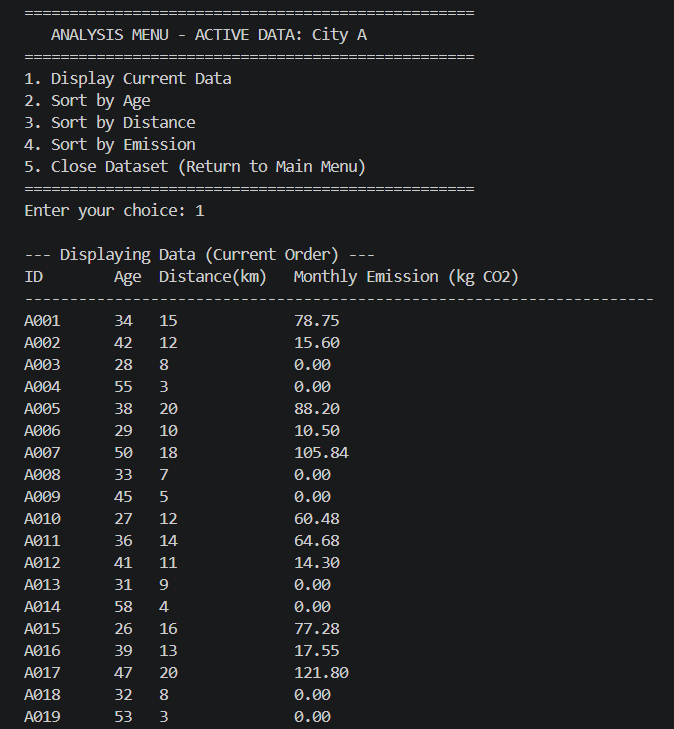 ==================================================
   ANALYSIS MENU - ACTIVE DATA: City A
==================================================
1. Display Current Data
2. Sort by Age
3. Sort by Distance
4. Sort by Emission
5. Close Dataset (Return to Main Menu)
==================================================
Enter your choice: 1

--- Displaying Data (Current Order) ---
ID        Age  Distance(km)   Monthly Emission (kg CO2)
----------------------------------------------------------------------
A001      34   15             78.75
A002      42   12             15.60
A003      28   8              0.00
A004      55   3              0.00
A005      38   20             88.20
A006      29   10             10.50
A007      50   18             105.84
A008      33   7              0.00
A009      45   5              0.00
A010      27   12             60.48
A011      36   14             64.68
A012      41   11             14.30
A013      31   9              0.00
A014      58   4              0.00
A015      26   16             77.28
A016      39   13             17.55
A017      47   20             121.80
A018      32   8              0.00
A019      53   3              0.00